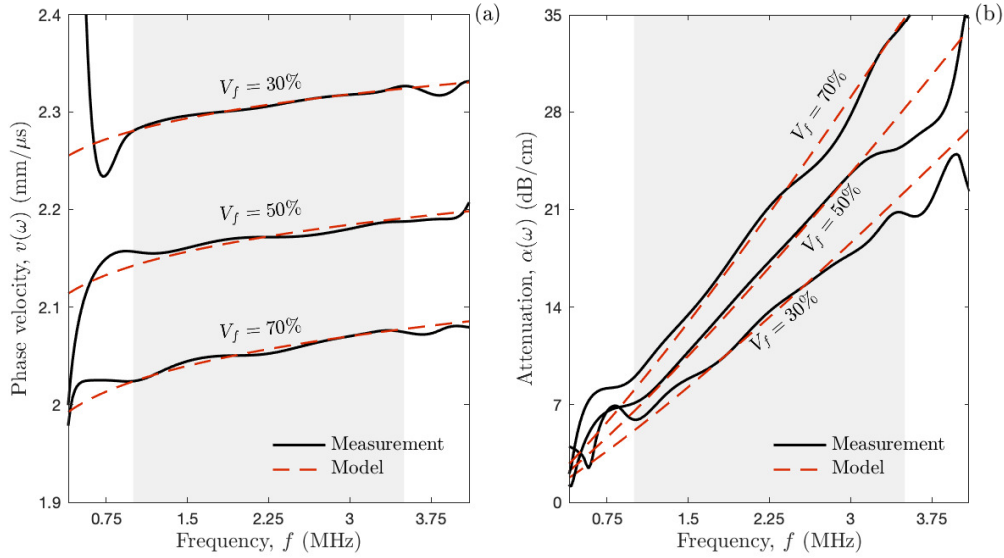 (a)
2.4
2.3
2.2
2.1
2
1.9
Phase velocity, v(ω) (mm/μs)
V_f = 30%
V_f = 50%
V_f = 70%
Measurement
Model
0.75 1.5 2.25 3 3.75
Frequency, f (MHz)
(b)
35
28
21
14
7
0
Attenuation, α(ω) (dB/cm)
V_f = 70%
V_f = 50%
V_f = 30%
Measurement
Model
0.75 1.5 2.25 3 3.75
Frequency, f (MHz)